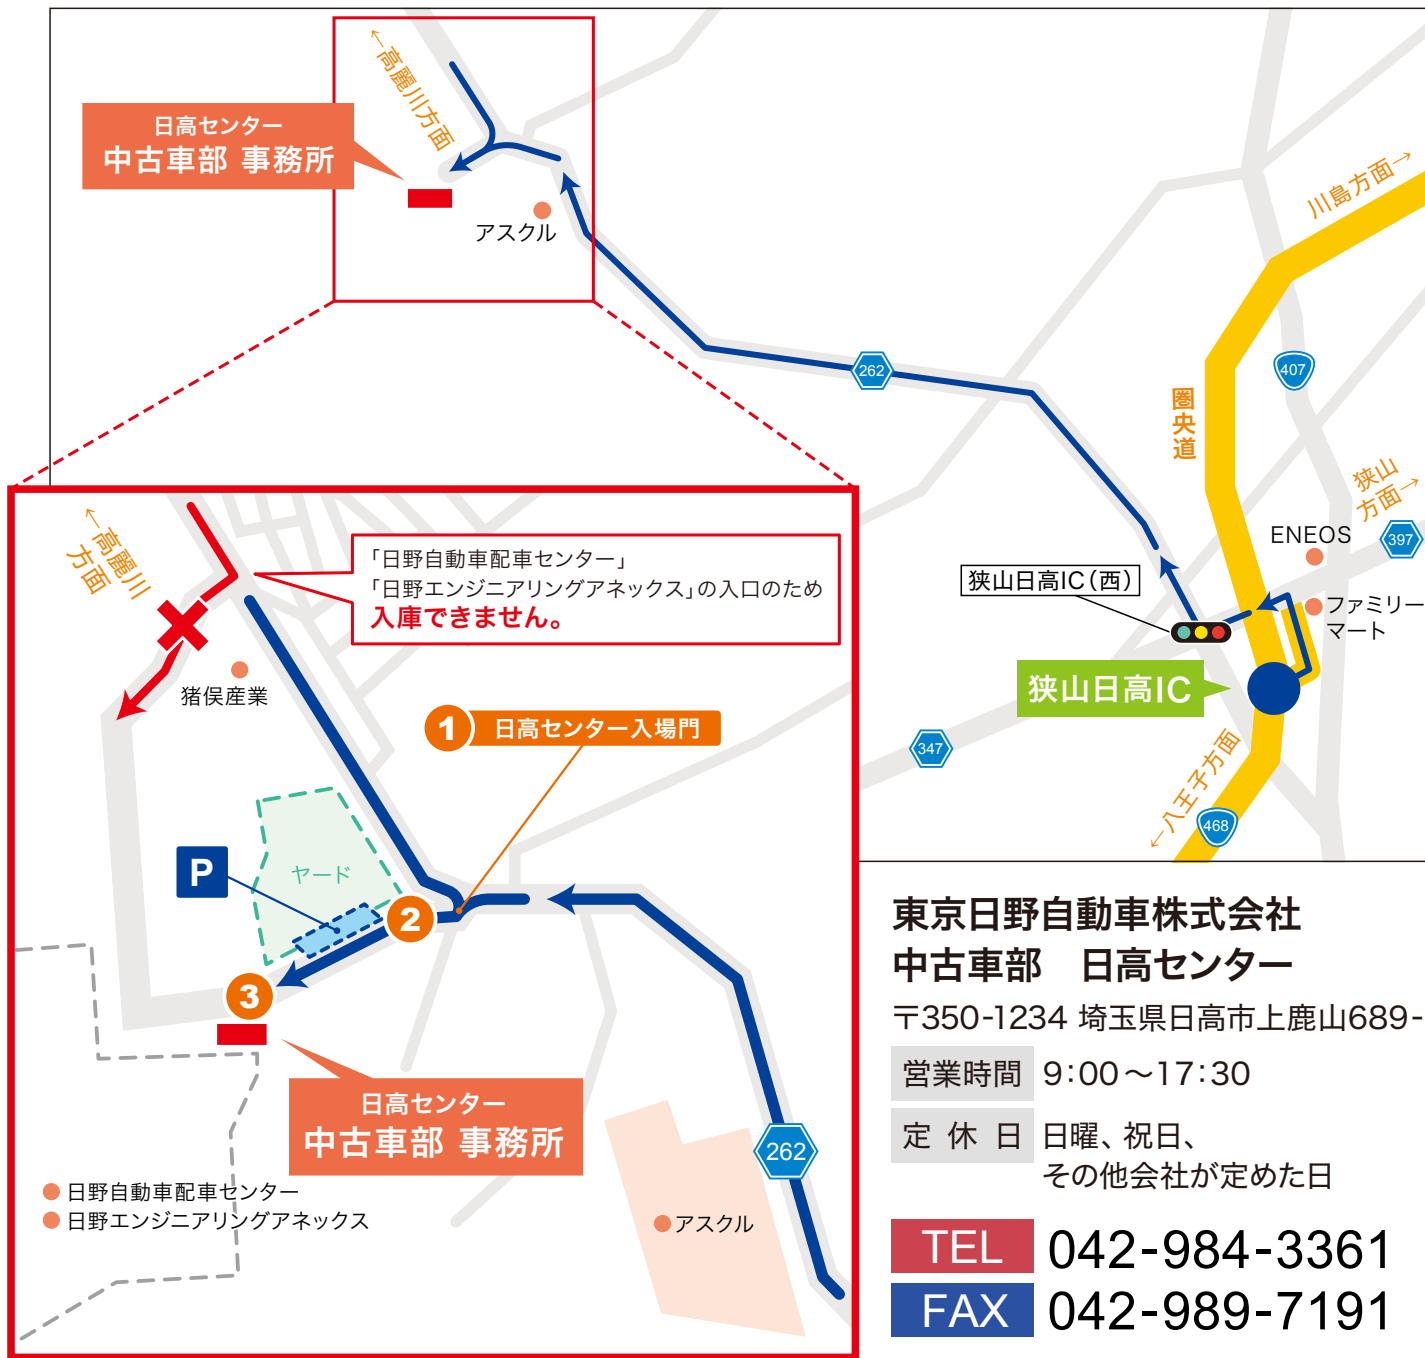 ←高麗川方面
日高センター
中古車部 事務所
アスクル
川島方面→
262
407
圏央道
狭山
方面→
ENEOS
397
狭山日高IC(西)
ファミリー
マート
狭山日高IC
347
←八王子方面
468
←高麗川
方面
「日野自動車配車センター」
「日野エンジニアリングアネックス」の入口のため
入庫できません。
猪俣産業
1 日高センター入場門
ヤード
P
2
3
日高センター
中古車部 事務所
262
日野自動車配車センター
日野エンジニアリングアネックス
アスクル
東京日野自動車株式会社
中古車部 日高センター
〒350-1234 埼玉県日高市上鹿山689-
営業時間 9:00~17:30
定休日 日曜、祝日、
その他会社が定めた日
TEL 042-984-3361
FAX 042-989-7191